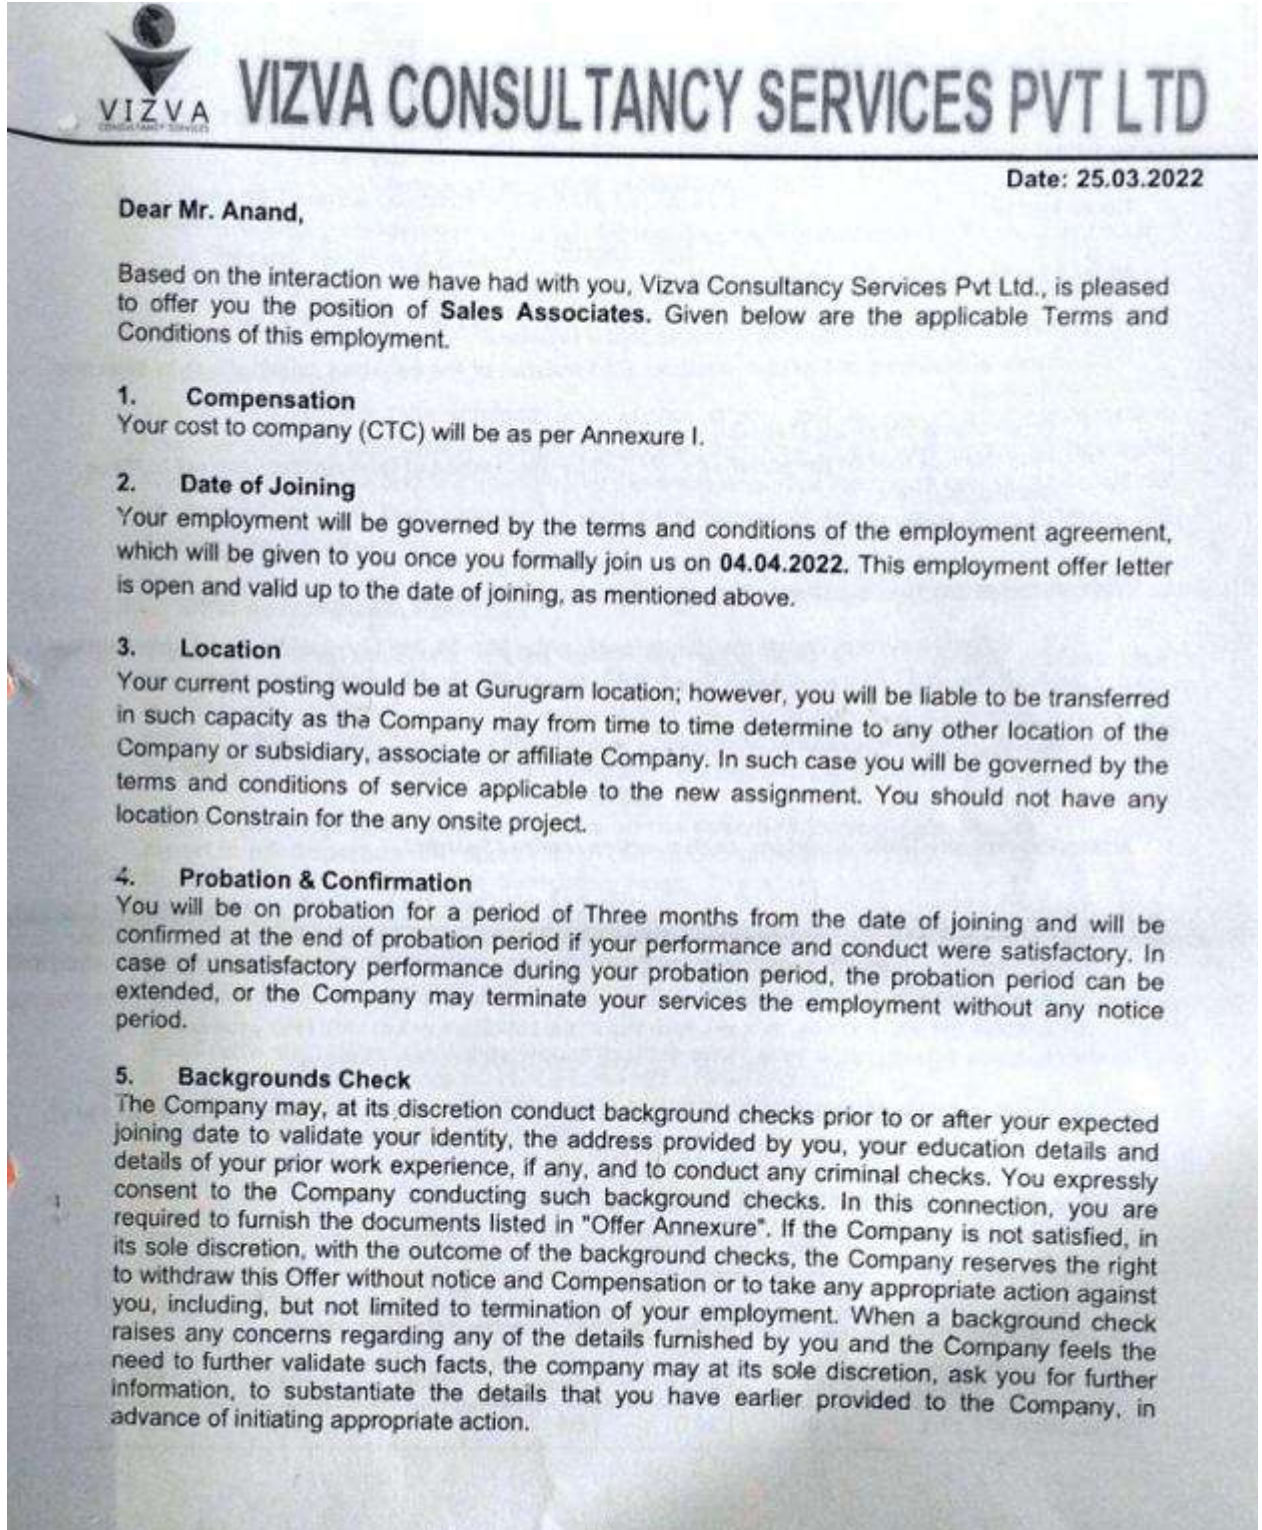 VIZVA
CONSULTANCY SERVICES
VIZVA CONSULTANCY SERVICES PVT LTD
Date: 25.03.2022
Dear Mr. Anand,
Based on the interaction we have had with you, Vizva Consultancy Services Pvt Ltd., is pleased
to offer you the position of Sales Associates. Given below are the applicable Terms and
Conditions of this employment.
1. Compensation
Your cost to company (CTC) will be as per Annexure I.
2. Date of Joining
Your employment will be governed by the terms and conditions of the employment agreement,
which will be given to you once you formally join us on 04.04.2022. This employment offer letter
is open and valid up to the date of joining, as mentioned above.
3. Location
Your current posting would be at Gurugram location; however, you will be liable to be transferred
in such capacity as the Company may from time to time determine to any other location of the
Company or subsidiary, associate or affiliate Company. In such case you will be governed by the
terms and conditions of service applicable to the new assignment. You should not have any
location Constrain for the any onsite project.
4. Probation & Confirmation
You will be on probation for a period of Three months from the date of joining and will be
confirmed at the end of probation period if your performance and conduct were satisfactory. In
case of unsatisfactory performance during your probation period, the probation period can be
extended, or the Company may terminate your services the employment without any notice
period.
5. Backgrounds Check
The Company may, at its discretion conduct background checks prior to or after your expected
joining date to validate your identity, the address provided by you, your education details and
details of your prior work experience, if any, and to conduct any criminal checks. You expressly
consent to the Company conducting such background checks. In this connection, you are
required to furnish the documents listed in "Offer Annexure". If the Company is not satisfied, in
its sole discretion, with the outcome of the background checks, the Company reserves the right
to withdraw this Offer without notice and Compensation or to take any appropriate action against
you, including, but not limited to termination of your employment. When a background check
raises any concerns regarding any of the details furnished by you and the Company feels the
need to further validate such facts, the company may at its sole discretion, ask you for further
information, to substantiate the details that you have earlier provided to the Company, in
advance of initiating appropriate action.